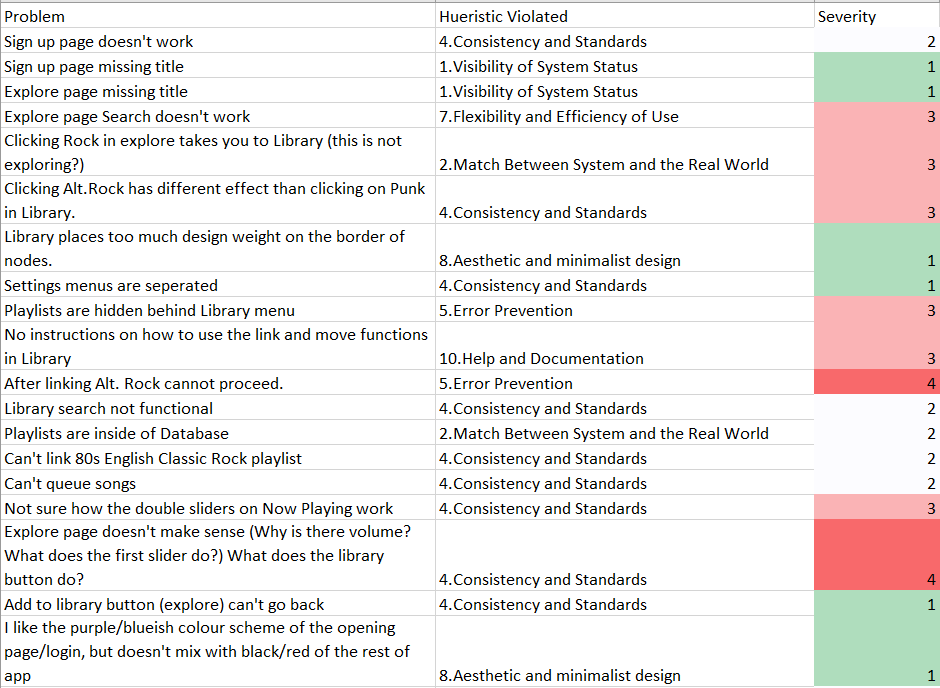 Problem Hueristic Violated Severity
Sign up page doesn't work 4.Consistency and Standards 2
Sign up page missing title 1.Visibility of System Status 1
Explore page missing title 1.Visibility of System Status 1
Explore page Search doesn't work 7.Flexibility and Efficiency of Use 3
Clicking Rock in explore takes you to Library (this is not
exploring?) 2.Match Between System and the Real World 3
Clicking Alt.Rock has different effect than clicking on Punk
in Library. 4.Consistency and Standards 3
Library places too much design weight on the border of
nodes. 8.Aesthetic and minimalist design 1
Settings menus are seperated 4.Consistency and Standards 1
Playlists are hidden behind Library menu 5.Error Prevention 3
No instructions on how to use the link and move functions
in Library 10.Help and Documentation 3
After linking Alt. Rock cannot proceed. 5.Error Prevention 4
Library search not functional 4.Consistency and Standards 2
Playlists are inside of Database 2.Match Between System and the Real World 2
Can't link 80s English Classic Rock playlist 4.Consistency and Standards 2
Can't queue songs 4.Consistency and Standards 2
Not sure how the double sliders on Now Playing work 4.Consistency and Standards 3
Explore page doesn't make sense (Why is there volume?
What does the first slider do?) What does the library
button do? 4.Consistency and Standards 4
Add to library button (explore) can't go back 4.Consistency and Standards 1
I like the purple/blueish colour scheme of the opening
page/login, but doesn't mix with black/red of the rest of
app 8.Aesthetic and minimalist design 1